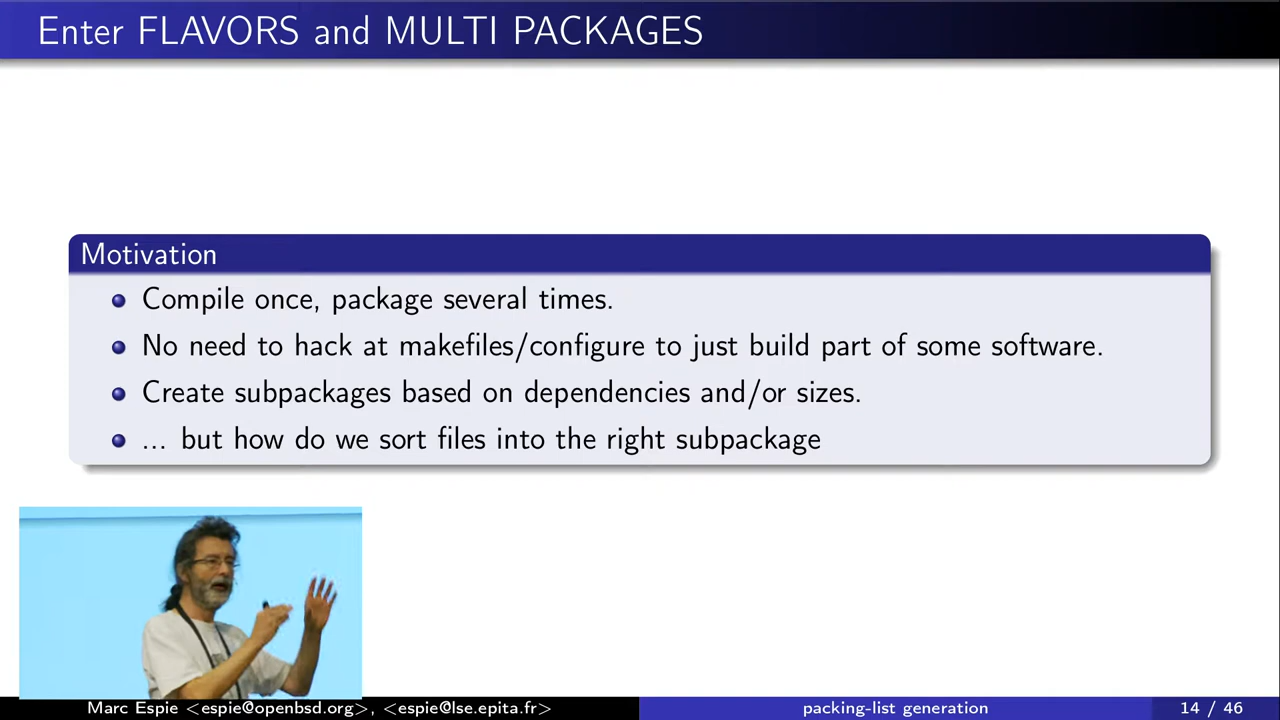 Enter FLAVORS and MULTI PACKAGES
Motivation
Compile once, package several times.
No need to hack at makefiles/configure to just build part of some software.
Create subpackages based on dependencies and/or sizes.
... but how do we sort files into the right subpackage
Marc Espie <espie@openbsd.org>, <espie@lse.epita.fr>
packing-list generation
14 / 46